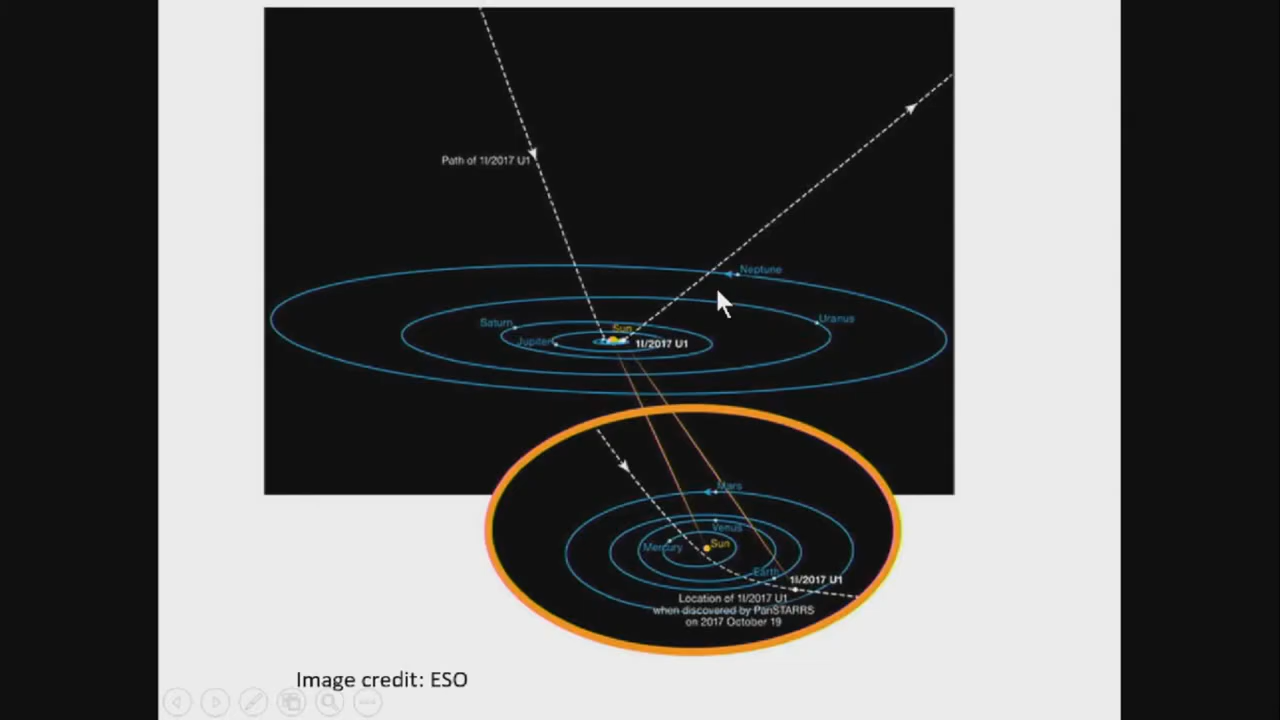 Path of 1I/2017 U1
Neptune
Uranus
Saturn
Sun
Jupiter
1I/2017 U1
Mars
Venus
Mercury
Sun
Earth
1I/2017 U1
Location of 1I/2017 U1
when discovered by PanSTARRS
on 2017 October 19
Image credit: ESO